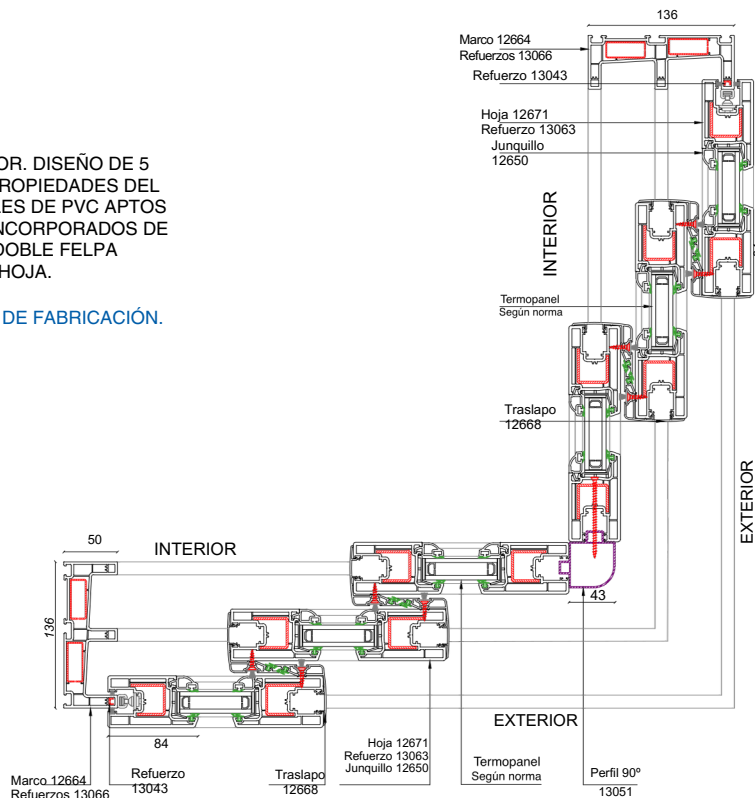 OR. DISEÑO DE 5
ROPIEDADES DEL
LES DE PVC APTOS
NCORPORADOS DE
DOBLE FELPA
HOJA.
DE FABRICACIÓN.
136
Marco 12664
Refuerzos 13066
Refuerzo 13043
Hoja 12671
Refuerzo 13063
Junquillo
12650
INTERIOR
Termopanel
Según norma
Traslapo
12668
EXTERIOR
50
INTERIOR
136
43
84
EXTERIOR
Marco 12664
Refuerzos 13066
Refuerzo
13043
Traslapo
12668
Hoja 12671
Refuerzo 13063
Junquillo 12650
Termopanel
Según norma
Perfil 90º
13051